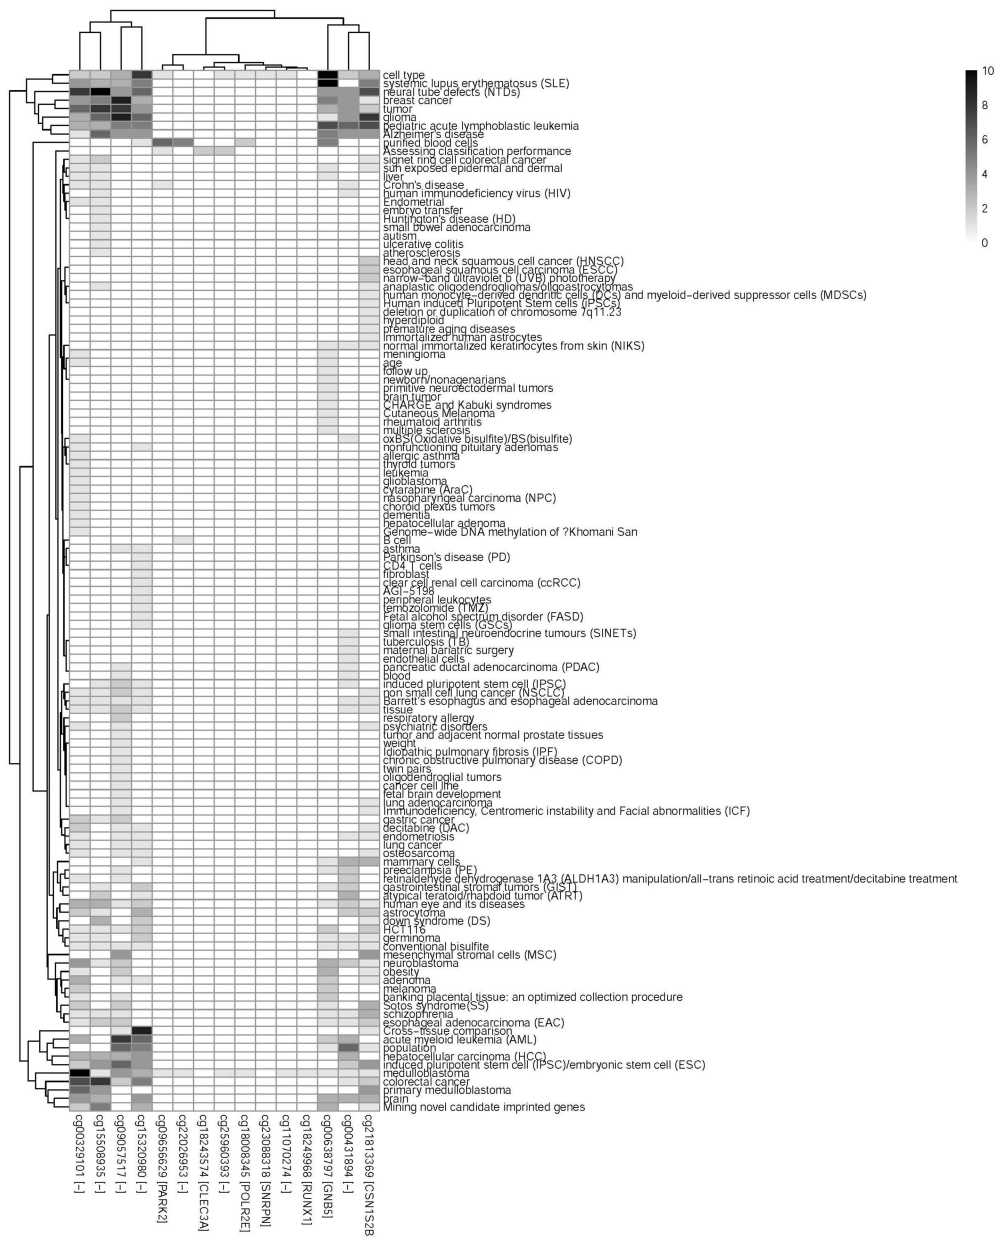 10
8
6
4
2
0
cell type
systemic lupus erythematosus (SLE)
neural tube defects (NTDs)
breast cancer
tumor
glioma
pediatric acute lymphoblastic leukemia
Alzheimer's disease
purified blood cells
Assessing classification performance
signet ring cell colorectal cancer
sun exposed epidermal and dermal
liver
Crohn's disease
human immunodeficiency virus (HIV)
Endometrial
embryo transfer
Huntington's disease (HD)
small bowel adenocarcinoma
autism
ulcerative colitis
atherosclerosis
head and neck squamous cell cancer (HNSCC)
esophageal squamous cell carcinoma (ESCC)
narrow-band ultraviolet b (UVB) phototherapy
anaplastic oligodendrogliomas/oligoastrocytomas
human monocyte-derived dendritic cells (DCs) and myeloid-derived suppressor cells (MDSCs)
Human induced Pluripotent Stem cells (iPSCs)
deletion or duplication of chromosome 7q11.23
hyperdiploid
premature aging diseases
Immortalized human astrocytes
normal immortalized keratinocytes from skin (NIKS)
meningioma
age
follow up
newborn/nonagenarians
primitive neuroectodermal tumors
brain tumor
CHARGE and Kabuki syndromes
Cutaneous Melanoma
rheumatoid arthritis
multiple sclerosis
oxBS(Oxidative bisulfite)/BS(bisulfite)
nonfunctioning pituitary adenomas
allergic asthma
thyroid tumors
leukemia
glioblastoma
cytarabine (AraC)
nasopharyngeal carcinoma (NPC)
choroid plexus tumors
dementia
hepatocellular adenoma
Genome-wide DNA methylation of ?Khomani San
B cell
asthma
Parkinson's disease (PD)
CD4 T cells
fibroblast
clear cell renal cell carcinoma (ccRCC)
AGI-5198
peripheral leukocytes
temozolomide (TMZ)
Fetal alcohol spectrum disorder (FASD)
glioma stem cells (GSCs)
small intestinal neuroendocrine tumours (SINETs)
tuberculosis (TB)
maternal bariatric surgery
endothelial cells
pancreatic ductal adenocarcinoma (PDAC)
blood
induced pluripotent stem cell (IPSC)
non small cell lung cancer (NSCLC)
Barrett's esophagus and esophageal adenocarcinoma
tissue
respiratory allergy
psychiatric disorders
tumor and adjacent normal prostate tissues
weight
Idiopathic pulmonary fibrosis (IPF)
chronic obstructive pulmonary disease (COPD)
twin pairs
oligodendroglial tumors
cancer cell line
fetal brain development
lung adenocarcinoma
Immunodeficiency, Centromeric instability and Facial abnormalities (ICF)
gastric cancer
decitabine (DAC)
endometriosis
lung cancer
osteosarcoma
mammary cells
preeclampsia (PE)
retinaldehyde dehydrogenase 1A3 (ALDH1A3) manipulation/all-trans retinoic acid treatment/decitabine treatment
gastrointestinal stromal tumors (GIST)
atypical teratoid/rhabdoid tumor (ATRT)
human eye and its diseases
astrocytoma
down syndrome (DS)
HCT116
germinoma
conventional bisulfite
mesenchymal stromal cells (MSC)
neuroblastoma
obesity
adenoma
melanoma
banking placental tissue: an optimized collection procedure
Sotos syndrome(SS)
schizophrenia
esophageal adenocarcinoma (EAC)
Cross-tissue comparison
acute myeloid leukemia (AML)
population
hepatocellular carcinoma (HCC)
induced pluripotent stem cell (IPSC)/embryonic stem cell (ESC)
medulloblastoma
colorectal cancer
primary medulloblastoma
brain
Mining novel candidate imprinted genes
cg00329101 [-]
cg15508935 [-]
cg09057517 [-]
cg15320980 [-]
cg09656629 [PARK2]
cg22026953 [-]
cg18243574 [CLEC3A]
cg25960393 [-]
cg18008345 [POLR2E]
cg23088318 [SNRPN]
cg11070274 [-]
cg18249968 [RUNX1]
cg00638797 [GNB5]
cg00431894 [-]
cg21813369 [CSN1S2B